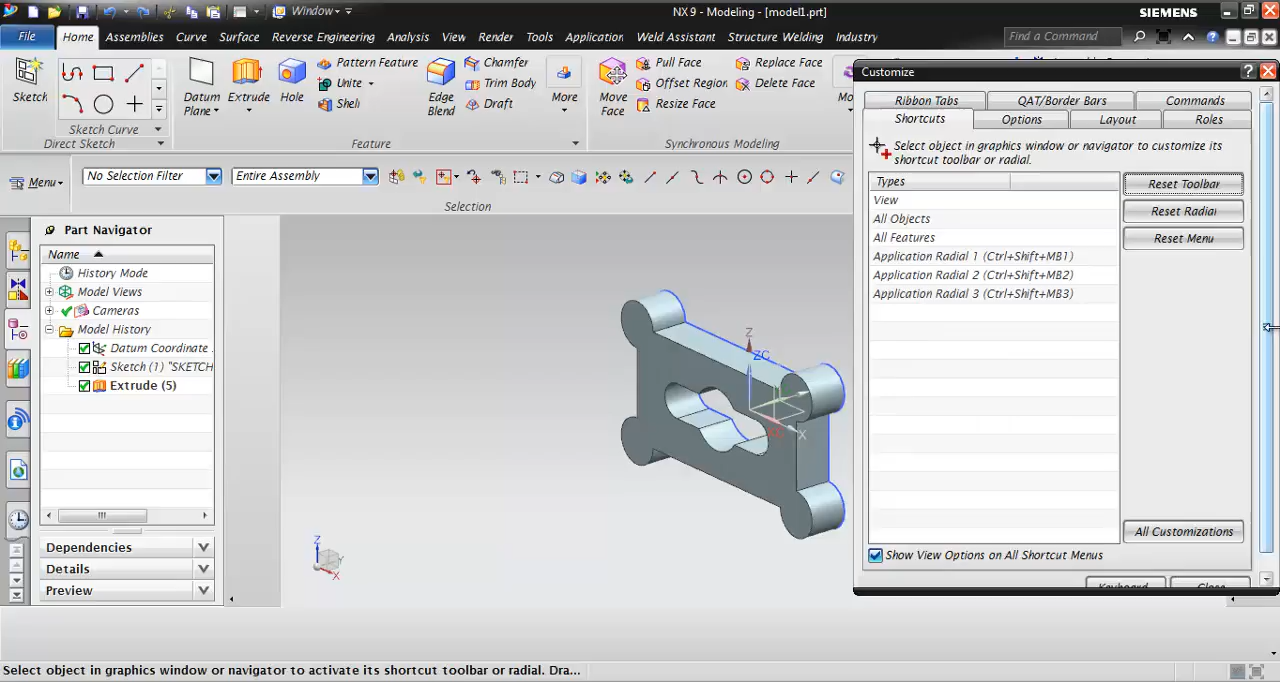 Window
NX 9 - Modeling - [model1.prt]
SIEMENS
File
Home
Assemblies
Curve
Surface
Reverse Engineering
Analysis
View
Render
Tools
Application
Weld Assistant
Structure Welding
Industry
Find a Command
Sketch
Sketch Curve
Direct Sketch
Datum Plane
Extrude
Hole
Pattern Feature
Unite
Shell
Edge Blend
Chamfer
Trim Body
Draft
More
Feature
Move Face
Pull Face
Offset Region
Resize Face
Replace Face
Delete Face
Mo
Synchronous Modeling
Menu
No Selection Filter
Entire Assembly
Selection
Part Navigator
Name
History Mode
Model Views
Cameras
Model History
Datum Coordinate
Sketch (1) "SKETCH
Extrude (5)
Dependencies
Details
Preview
Z
ZC
X
Z
X
Customize
Ribbon Tabs
QAT/Border Bars
Commands
Shortcuts
Options
Layout
Roles
Select object in graphics window or navigator to customize its
shortcut toolbar or radial.
Types
View
All Objects
All Features
Application Radial 1 (Ctrl+Shift+MB1)
Application Radial 2 (Ctrl+Shift+MB2)
Application Radial 3 (Ctrl+Shift+MB3)
Reset Toolbar
Reset Radial
Reset Menu
All Customizations
Show View Options on All Shortcut Menus
Keyboard
Close
Select object in graphics window or navigator to activate its shortcut toolbar or radial. Dra...